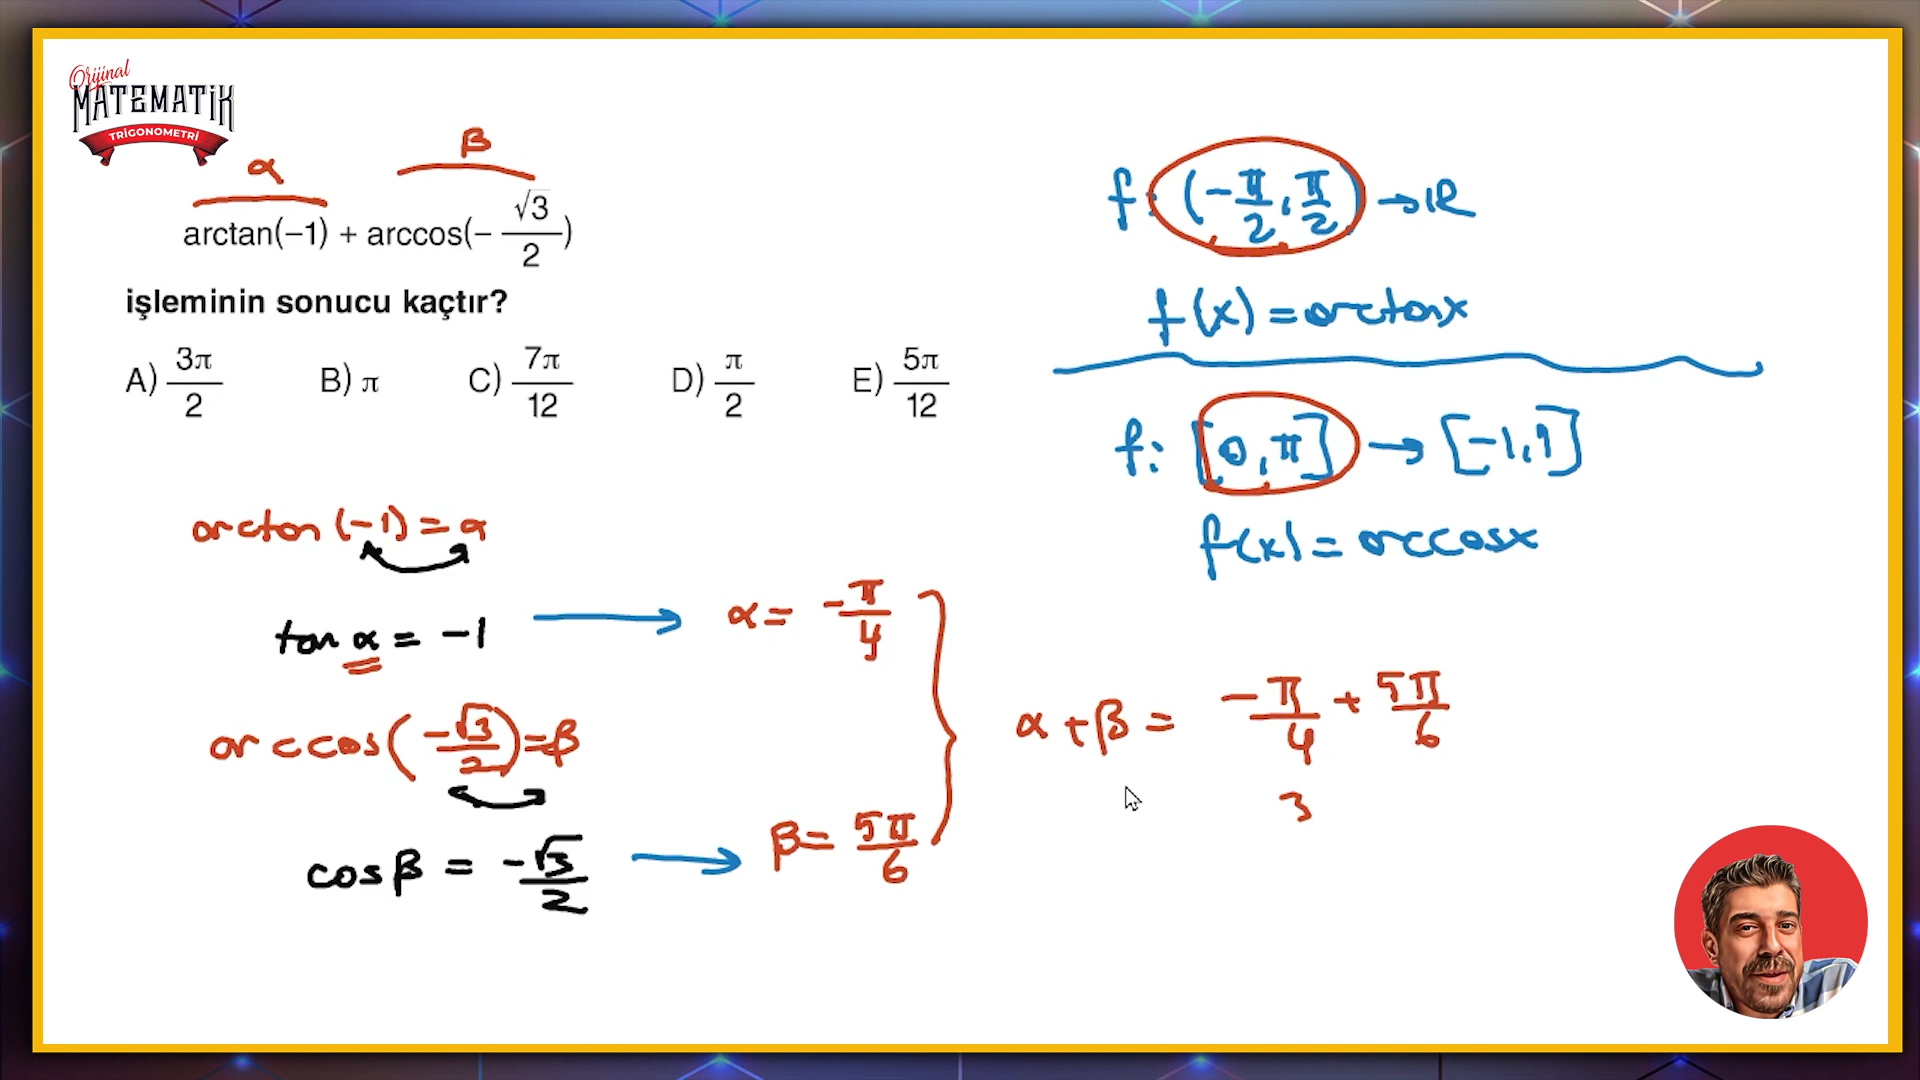 Orijinal
MATEMATİK
TRİGONOMETRİ
α β
arctan(−1) + arccos(−√3/2)
işleminin sonucu kaçtır?
A) 3π/2 B) π C) 7π/12 D) π/2 E) 5π/12
arctan (−1) = α
tan α = −1 → α = −π/4
arccos(−√3/2) = β
cosβ = −√3/2 → β = 5π/6
f: (−π/2, π/2) → IR
f(x) = arctanx
f: [0, π] → [−1, 1]
f(x) = arccosx
α + β = −π/4 + 5π/6
3